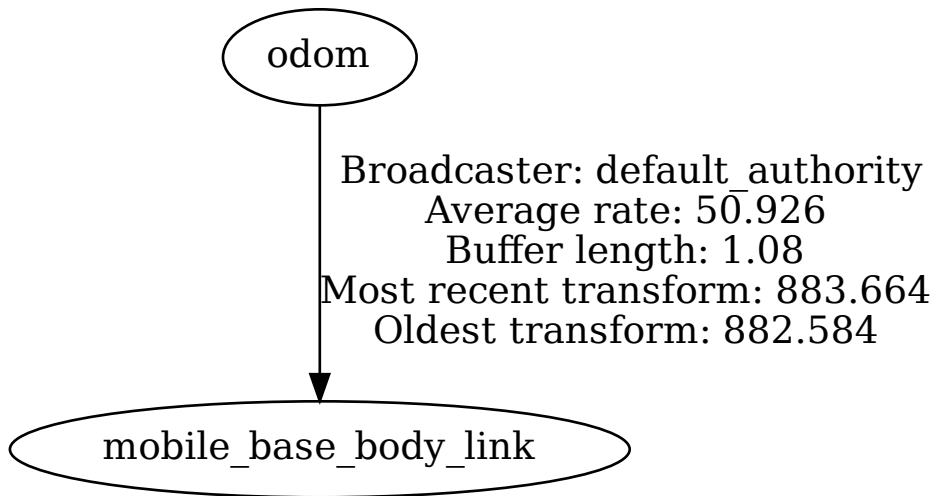 odom
Broadcaster: default_authority
Average rate: 50.926
Buffer length: 1.08
Most recent transform: 883.664
Oldest transform: 882.584
mobile_base_body_link